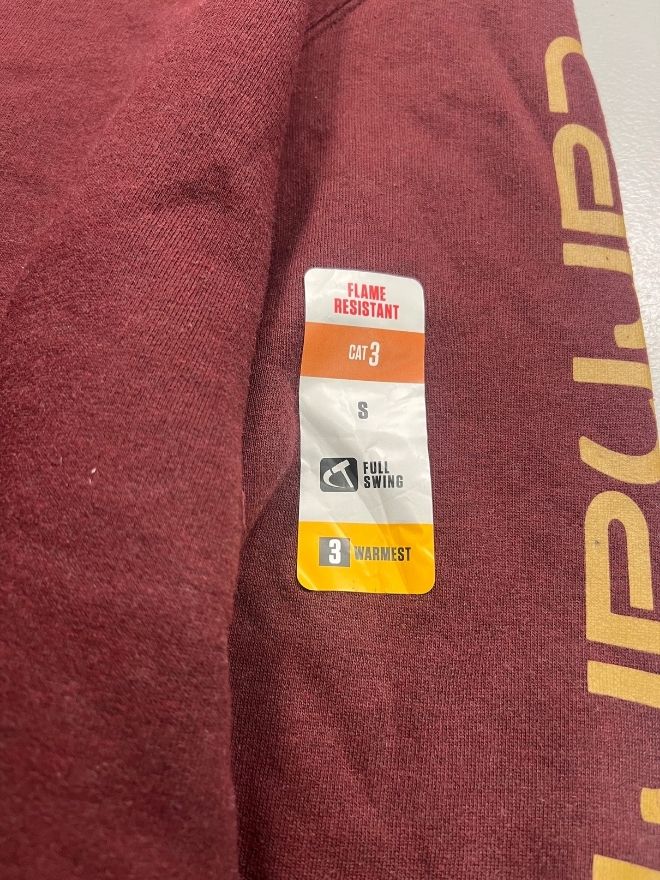 FLAME
RESISTANT
CAT 3
S
FULL
SWING
3 WARMEST